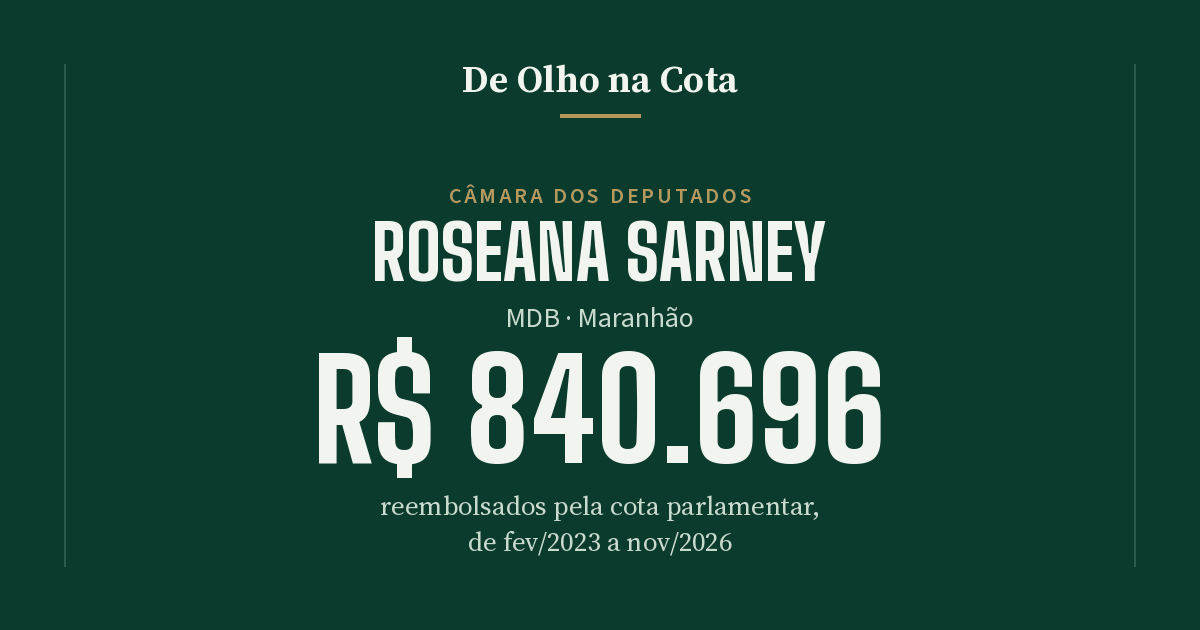 De Olho na Cota
CÂMARA DOS DEPUTADOS
ROSEANA SARNEY
MDB · Maranhão
R$ 840.696
reembolsados pela cota parlamentar,
de fev/2023 a nov/2026